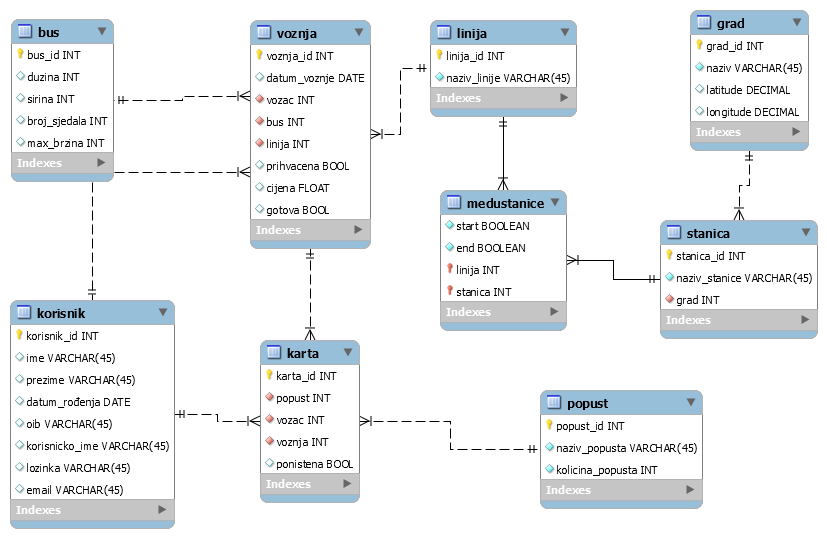 bus
bus_id INT
duzina INT
sirina INT
broj_sjedala INT
max_brzina INT
Indexes
voznja
voznja_id INT
datum_voznje DATE
vozac INT
bus INT
linija INT
prihvacena BOOL
cijena FLOAT
gotova BOOL
Indexes
linija
linija_id INT
naziv_linije VARCHAR(45)
Indexes
grad
grad_id INT
naziv VARCHAR(45)
latitude DECIMAL
longitude DECIMAL
Indexes
medustanice
start BOOLEAN
end BOOLEAN
linija INT
stanica INT
Indexes
stanica
stanica_id INT
naziv_stanice VARCHAR(45)
grad INT
Indexes
korisnik
korisnik_id INT
ime VARCHAR(45)
prezime VARCHAR(45)
datum_rođenja DATE
oib VARCHAR(45)
korisnicko_ime VARCHAR(45)
lozinka VARCHAR(45)
email VARCHAR(45)
Indexes
karta
karta_id INT
popust INT
vozac INT
voznja INT
ponistena BOOL
Indexes
popust
popust_id INT
naziv_popusta VARCHAR(45)
kolicina_popusta INT
Indexes